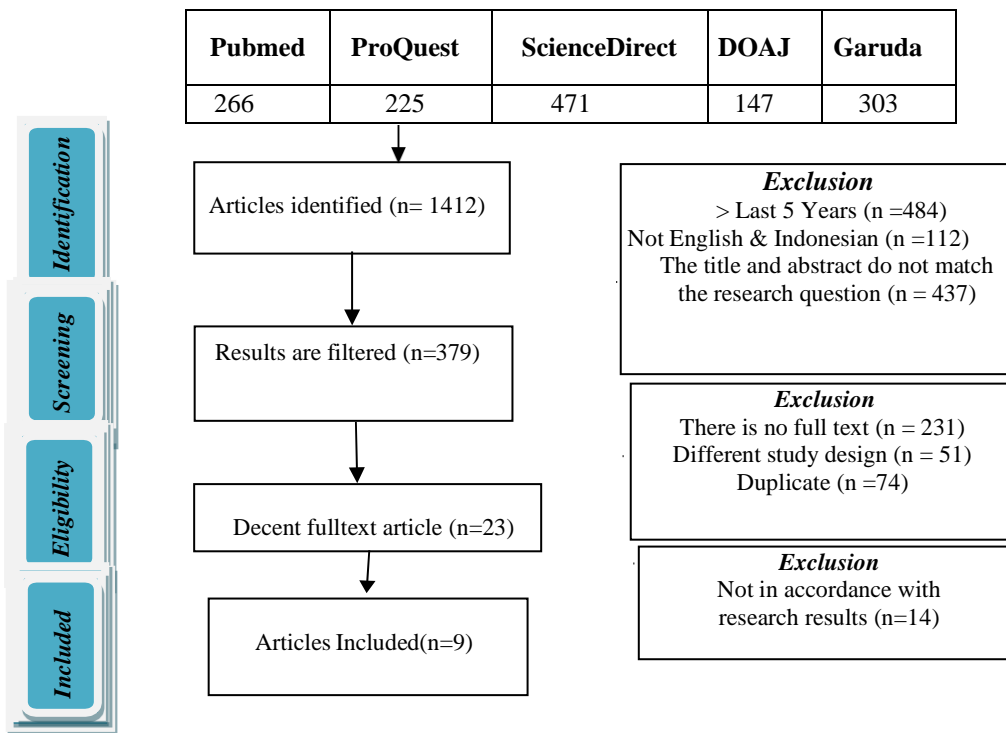 Pubmed ProQuest ScienceDirect DOAJ Garuda
266 225 471 147 303
Identification
Articles identified (n= 1412)
Exclusion
> Last 5 Years (n =484)
Not English & Indonesian (n =112)
The title and abstract do not match
the research question (n = 437)
Screening
Results are filtered (n=379)
Exclusion
There is no full text (n = 231)
Different study design (n = 51)
Duplicate (n =74)
Eligibility
Decent fulltext article (n=23)
Exclusion
Not in accordance with
research results (n=14)
Included
Articles Included(n=9)